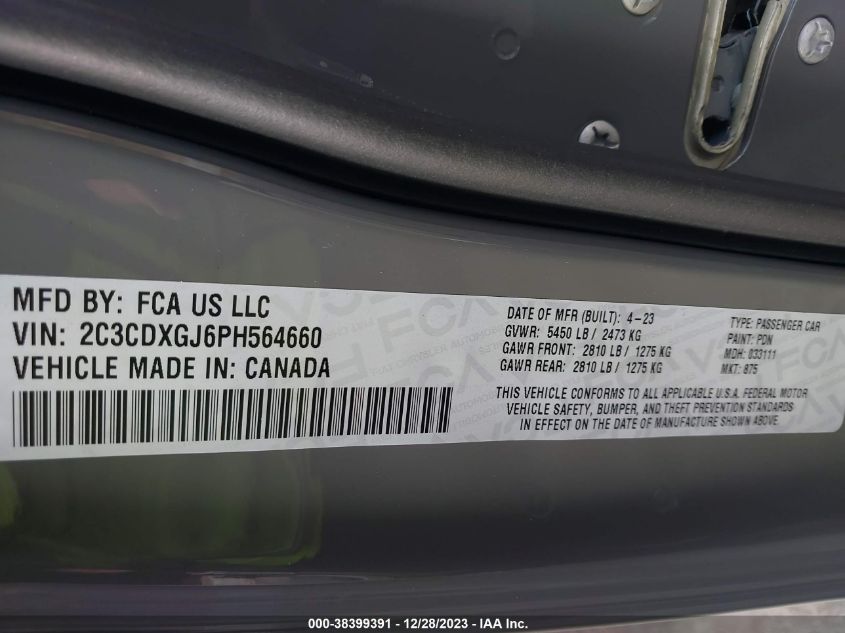 MFD BY: FCA US LLC
VIN: 2C3CDXGJ6PH564660
VEHICLE MADE IN: CANADA
DATE OF MFR (BUILT): 4-23
GVWR: 5450 LB / 2473 KG
GAWR FRONT: 2810 LB / 1275 KG
GAWR REAR: 2810 LB / 1275 KG
TYPE: PASSENGER CAR
PAINT: PDN
MDH: 033111
MKT: 875
THIS VEHICLE CONFORMS TO ALL APPLICABLE U.S.A. FEDERAL MOTOR
VEHICLE SAFETY, BUMPER, AND THEFT PREVENTION STANDARDS
IN EFFECT ON THE DATE OF MANUFACTURE SHOWN ABOVE.
000-38399391 - 12/28/2023 - IAA Inc.